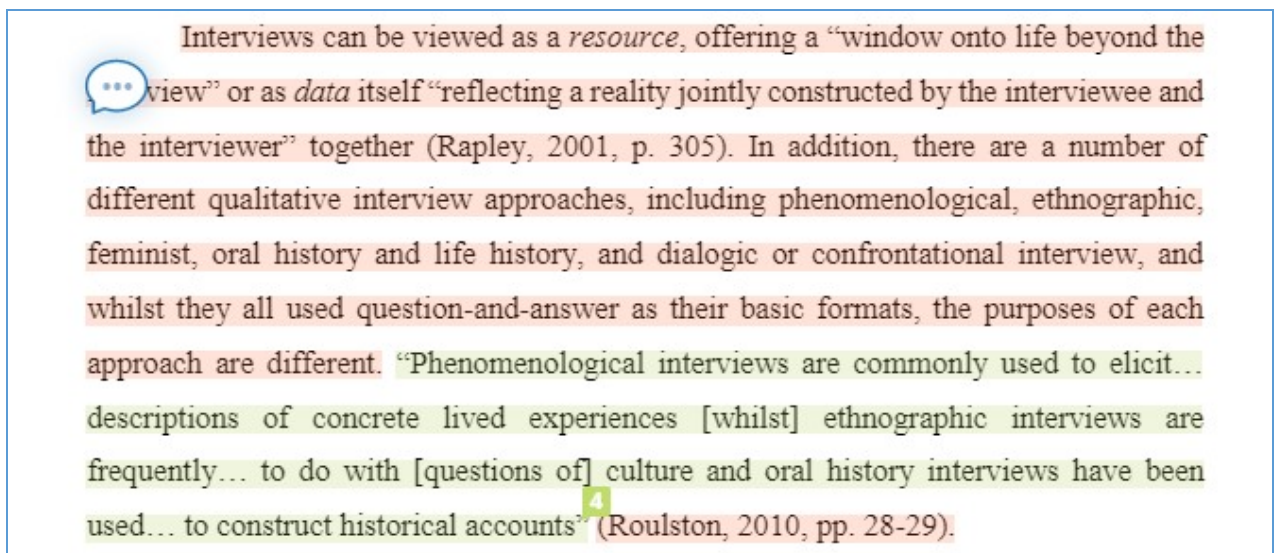 Interviews can be viewed as a resource, offering a “window onto life beyond the
view” or as data itself “reflecting a reality jointly constructed by the interviewee and
the interviewer” together (Rapley, 2001, p. 305). In addition, there are a number of
different qualitative interview approaches, including phenomenological, ethnographic,
feminist, oral history and life history, and dialogic or confrontational interview, and
whilst they all used question-and-answer as their basic formats, the purposes of each
approach are different. “Phenomenological interviews are commonly used to elicit…
descriptions of concrete lived experiences [whilst] ethnographic interviews are
frequently… to do with [questions of] culture and oral history interviews have been
4
used… to construct historical accounts” (Roulston, 2010, pp. 28-29).